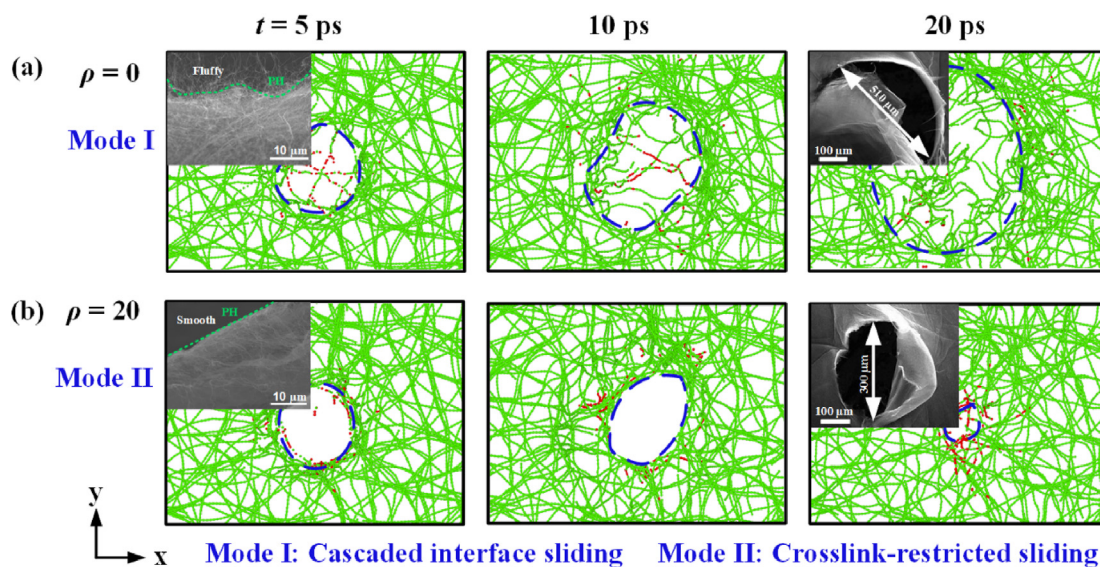 t = 5 ps
10 ps
20 ps
(a)
ρ = 0
Mode I
Fluffy
PH
10 µm
510 µm
100 µm
(b)
ρ = 20
Mode II
Smooth
PH
10 µm
300 µm
100 µm
y
x
Mode I: Cascaded interface sliding
Mode II: Crosslink-restricted sliding